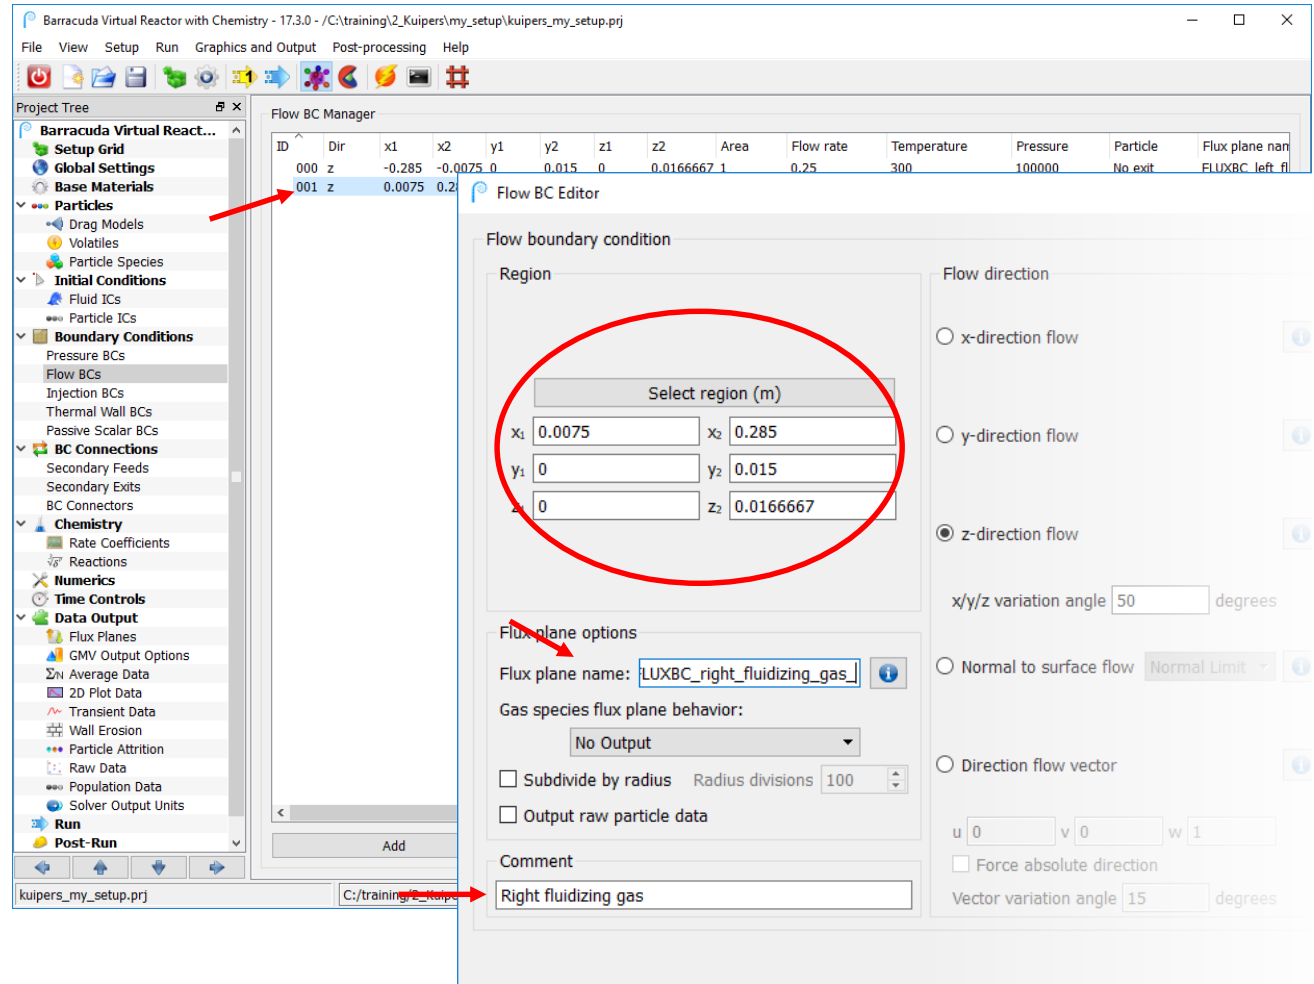 Barracuda Virtual Reactor with Chemistry - 17.3.0 - /C:\training\2_Kuipers\my_setup\kuipers_my_setup.prj
File View Setup Run Graphics and Output Post-processing Help
Project Tree
Barracuda Virtual React...
Setup Grid
Global Settings
Base Materials
Particles
Drag Models
Volatiles
Particle Species
Initial Conditions
Fluid ICs
Particle ICs
Boundary Conditions
Pressure BCs
Flow BCs
Injection BCs
Thermal Wall BCs
Passive Scalar BCs
BC Connections
Secondary Feeds
Secondary Exits
BC Connectors
Chemistry
Rate Coefficients
Reactions
Numerics
Time Controls
Data Output
Flux Planes
GMV Output Options
Average Data
2D Plot Data
Transient Data
Wall Erosion
Particle Attrition
Raw Data
Population Data
Solver Output Units
Run
Post-Run
kuipers_my_setup.prj
C:/training/2_Kuipe
Flow BC Manager
ID Dir x1 x2 y1 y2 z1 z2 Area Flow rate Temperature Pressure Particle Flux plane nam
000 z -0.285 -0.0075 0 0.015 0 0.0166667 1 0.25 300 100000 No exit FLUXBC_left_fl
001 z 0.0075 0.28
Add
Flow BC Editor
Flow boundary condition
Region
Select region (m)
x₁ 0.0075 x₂ 0.285
y₁ 0 y₂ 0.015
z₁ 0 z₂ 0.0166667
Flux plane options
Flux plane name: FLUXBC_right_fluidizing_gas_
Gas species flux plane behavior:
No Output
Subdivide by radius Radius divisions 100
Output raw particle data
Comment
Right fluidizing gas
Flow direction
x-direction flow
y-direction flow
z-direction flow
x/y/z variation angle 50 degrees
Normal to surface flow Normal Limit
Direction flow vector
u 0 v 0 w 1
Force absolute direction
Vector variation angle 15 degrees